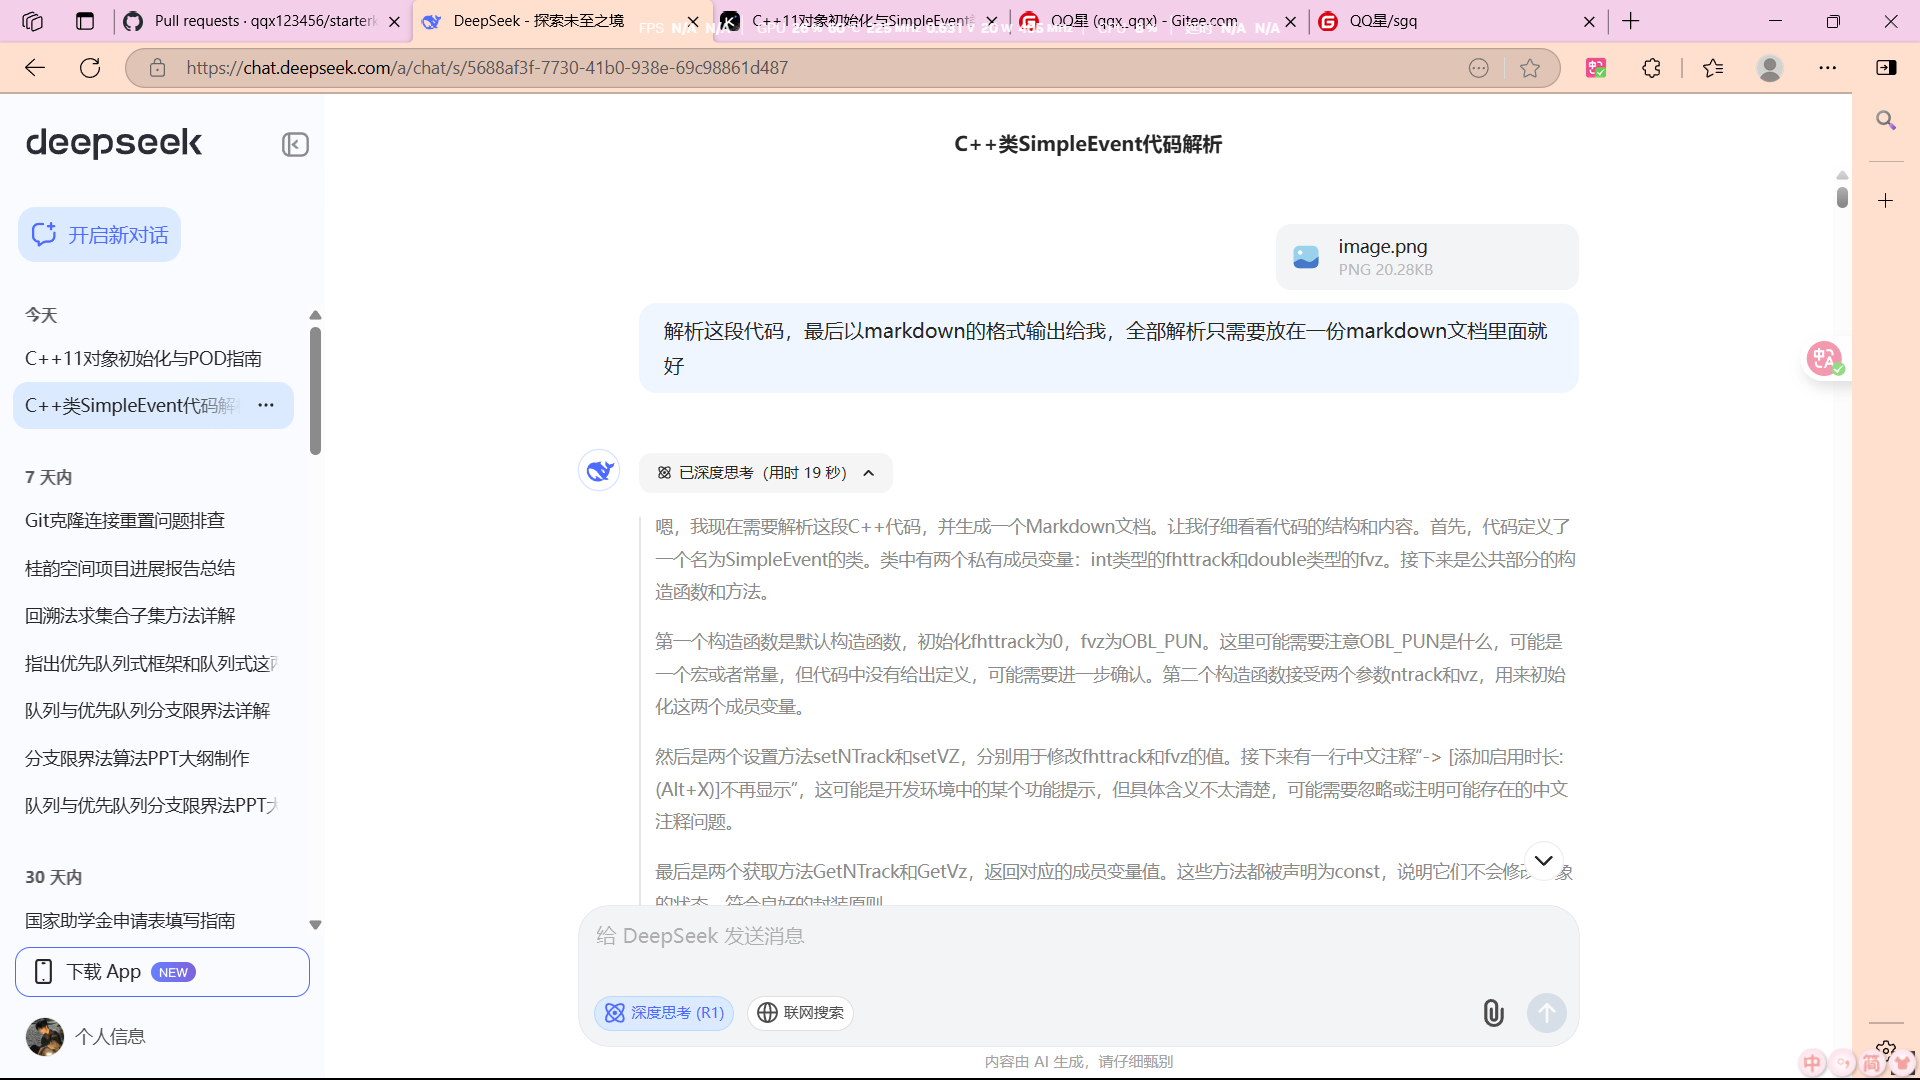 Pull requests · qqx123456/starterk
DeepSeek - 探索未至之境
C++11对象初始化与SimpleEvent
QQ星 (qqx_qqx) - Gitee.com
QQ星/sgq
FPS N/A N/A
GPU 26 % 60 °C 225 MHz 0.631 V 20 W 405 MHz
N/A N/A
https://chat.deepseek.com/a/chat/s/5688af3f-7730-41b0-938e-69c98861d487
deepseek
开启新对话
今天
C++11对象初始化与POD指南
C++类SimpleEvent代码解
7 天内
Git克隆连接重置问题排查
桂韵空间项目进展报告总结
回溯法求集合子集方法详解
指出优先队列式框架和队列式这两
队列与优先队列分支限界法详解
分支限界法算法PPT大纲制作
队列与优先队列分支限界法PPT大
30 天内
国家助学金申请表填写指南
下载 App NEW
个人信息
C++类SimpleEvent代码解析
image.png
PNG 20.28KB
解析这段代码，最后以markdown的格式输出给我，全部解析只需要放在一份markdown文档里面就
好
已深度思考（用时 19 秒）
嗯，我现在需要解析这段C++代码，并生成一个Markdown文档。让我仔细看看代码的结构和内容。首先，代码定义了
一个名为SimpleEvent的类。类中有两个私有成员变量：int类型的fhttrack和double类型的fvz。接下来是公共部分的构
造函数和方法。
第一个构造函数是默认构造函数，初始化fhttrack为0，fvz为OBL_PUN。这里可能需要注意OBL_PUN是什么，可能是
一个宏或者常量，但代码中没有给出定义，可能需要进一步确认。第二个构造函数接受两个参数ntrack和vz，用来初始
化这两个成员变量。
然后是两个设置方法setNTrack和setVZ，分别用于修改fhttrack和fvz的值。接下来有一行中文注释“-> [添加启用时长:
(Alt+X)]不再显示”，这可能是开发环境中的某个功能提示，但具体含义不太清楚，可能需要忽略或注明可能存在的中文
注释问题。
最后是两个获取方法GetNTrack和GetVz，返回对应的成员变量值。这些方法都被声明为const，说明它们不会修改对象
的状态，符合良好的封装原则
给 DeepSeek 发送消息
深度思考 (R1)
联网搜索
内容由 AI 生成，请仔细甄别
中
简